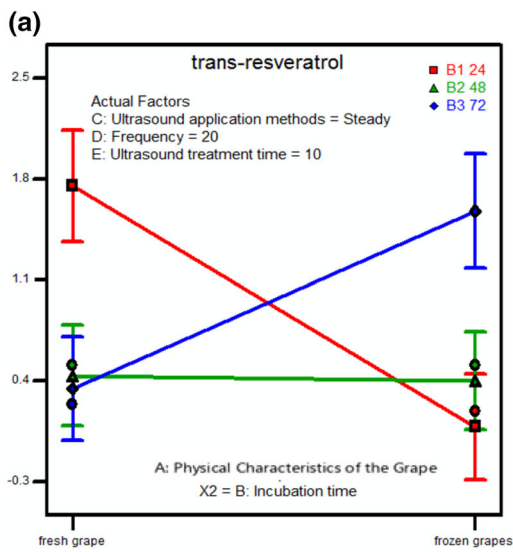 (a)
trans-resveratrol
B1 24
B2 48
B3 72
Actual Factors
C: Ultrasound application methods = Steady
D: Frequency = 20
E: Ultrasound treatment time = 10
2.5
1.8
1.1
0.4
-0.3
A: Physical Characteristics of the Grape
X2 = B: Incubation time
fresh grape
frozen grapes